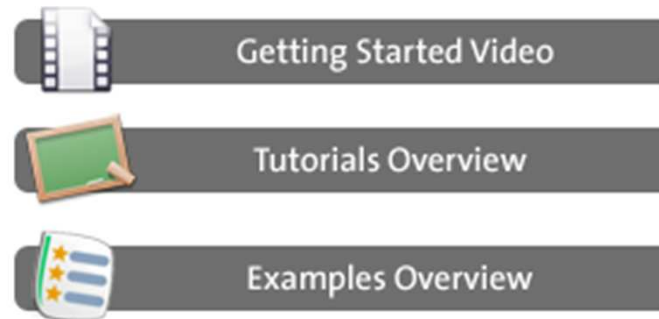 Getting Started Video
Tutorials Overview
Examples Overview